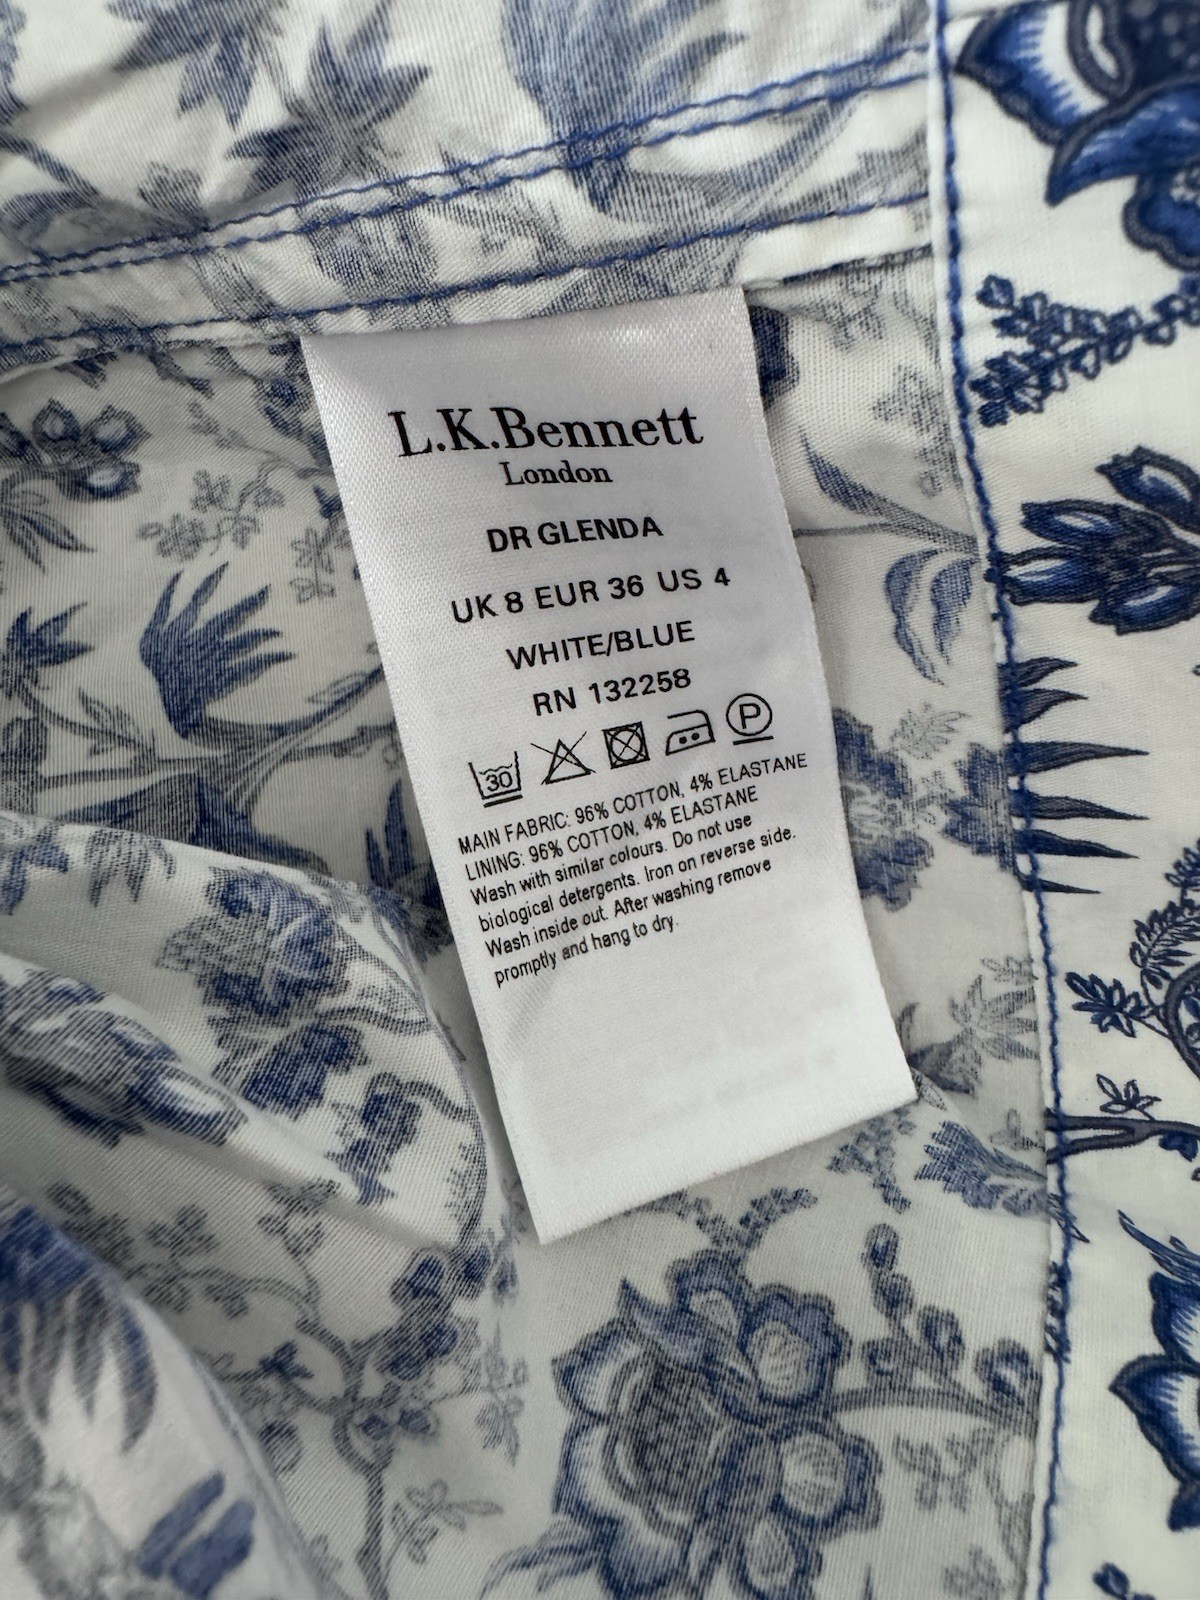 L.K.Bennett
London
DR GLENDA
UK 8 EUR 36 US 4
WHITE/BLUE
RN 132258
30 P
MAIN FABRIC: 96% COTTON, 4% ELASTANE
LINING: 96% COTTON, 4% ELASTANE
Wash with similar colours. Do not use
biological detergents. Iron on reverse side.
Wash inside out. After washing remove
promptly and hang to dry.